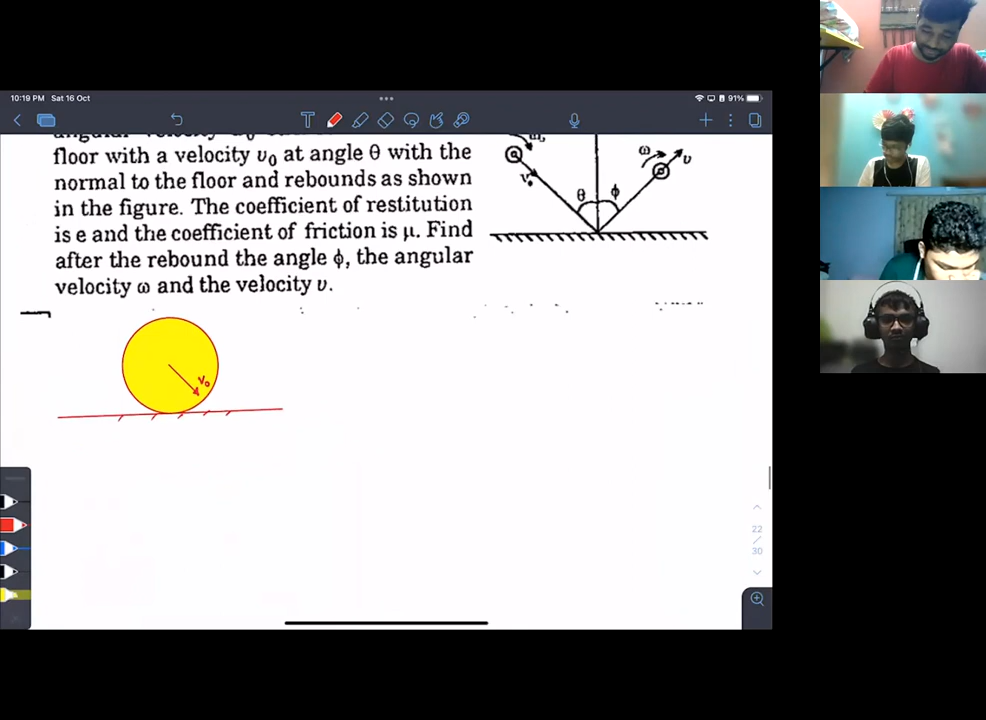 10:19 PM Sat 16 Oct
91%
floor with a velocity υ₀ at angle θ with the
normal to the floor and rebounds as shown
in the figure. The coefficient of restitution
is e and the coefficient of friction is μ. Find
after the rebound the angle ϕ, the angular
velocity ω and the velocity υ.
ω
υ
θ
ϕ
v₀
22
/
30